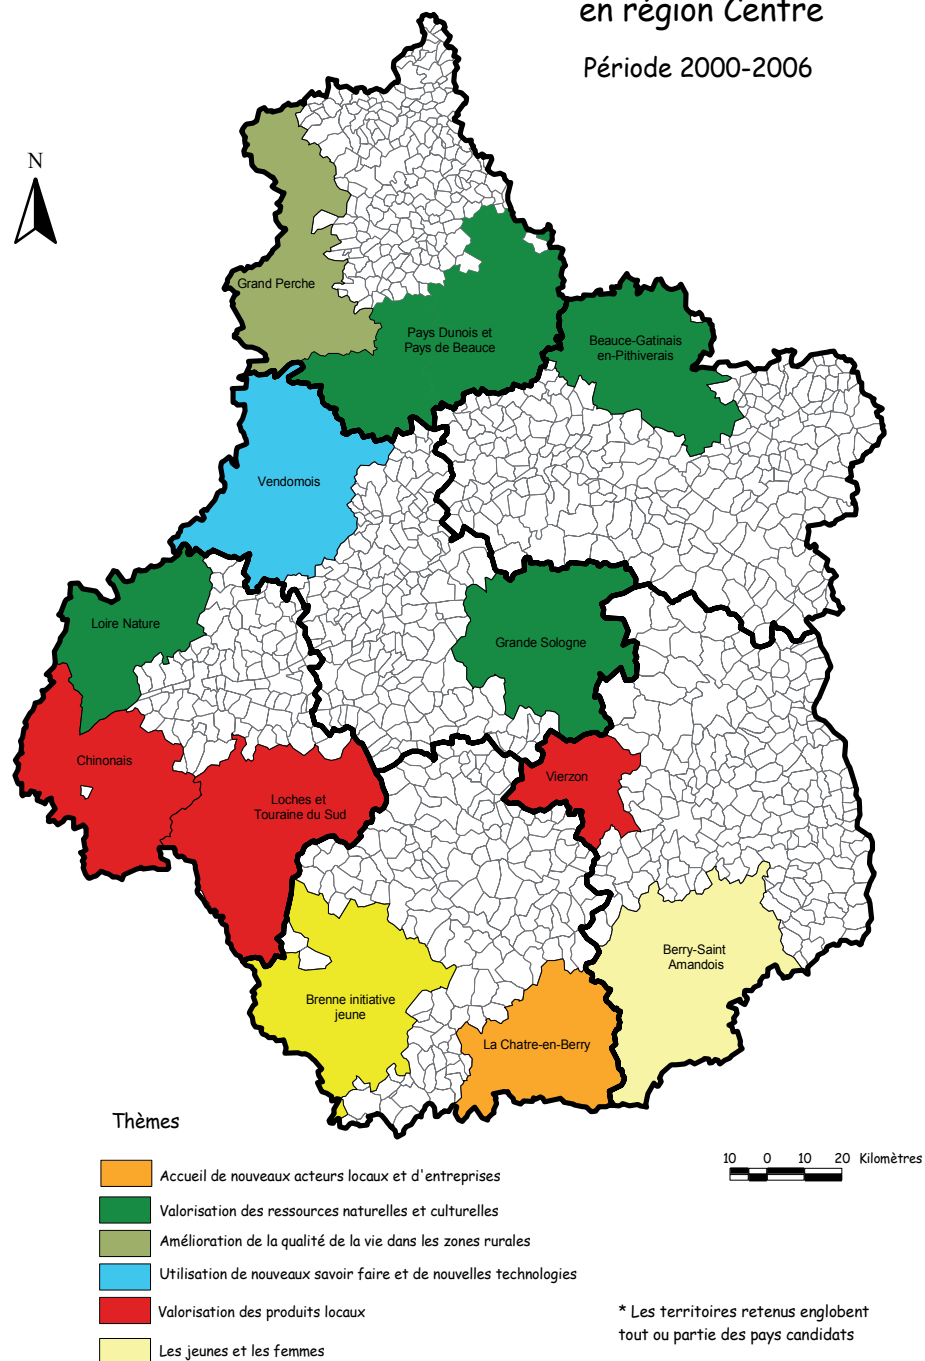 en région Centre
Période 2000-2006
N
Grand Perche
Pays Dunois et
Pays de Beauce
Beauce-Gatinais
en-Pithiverais
Vendomois
Loire Nature
Grande Sologne
Chinonais
Vierzon
Loches et
Touraine du Sud
Berry-Saint
Amandois
Brenne initiative
jeune
La Chatre-en-Berry
Thèmes
10 0 10 20 Kilomètres
Accueil de nouveaux acteurs locaux et d'entreprises
Valorisation des ressources naturelles et culturelles
Amélioration de la qualité de la vie dans les zones rurales
Utilisation de nouveaux savoir faire et de nouvelles technologies
Valorisation des produits locaux
* Les territoires retenus englobent
tout ou partie des pays candidats
Les jeunes et les femmes